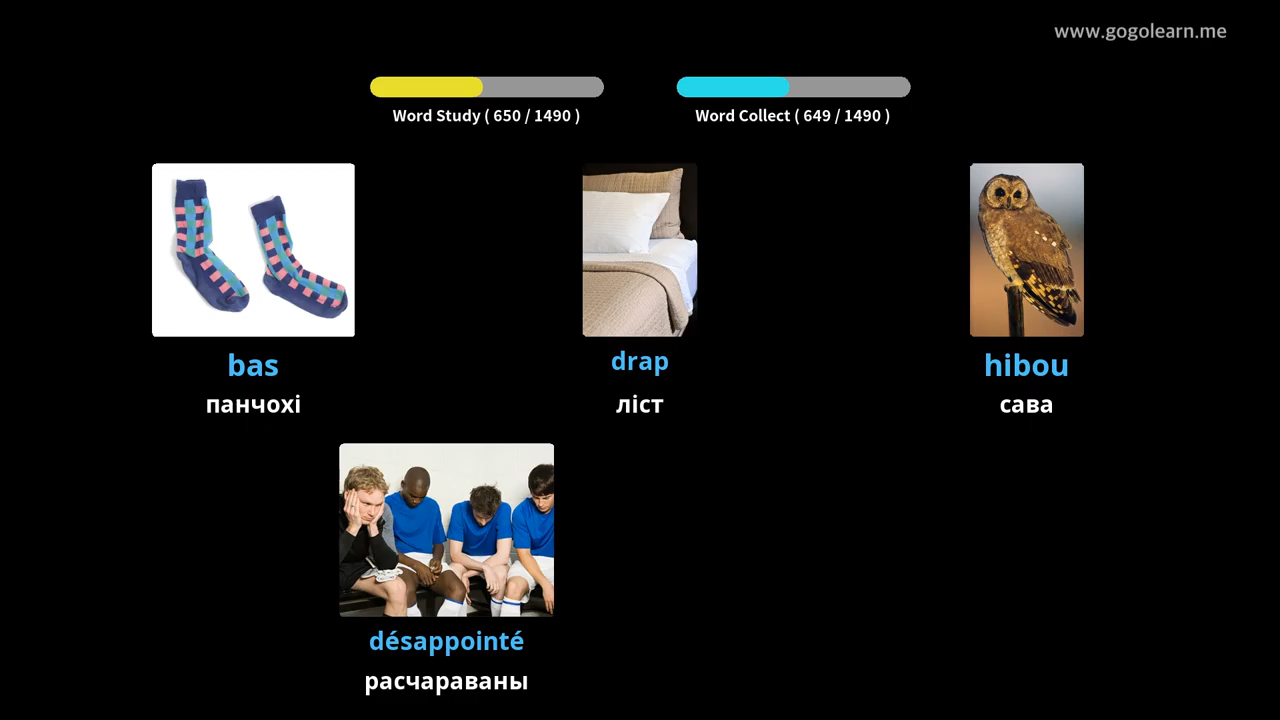 www.gogolearn.me
Word Study ( 650 / 1490 )
Word Collect ( 649 / 1490 )
bas
drap
hibou
панчохі
ліст
сава
désappointé
расчараваны